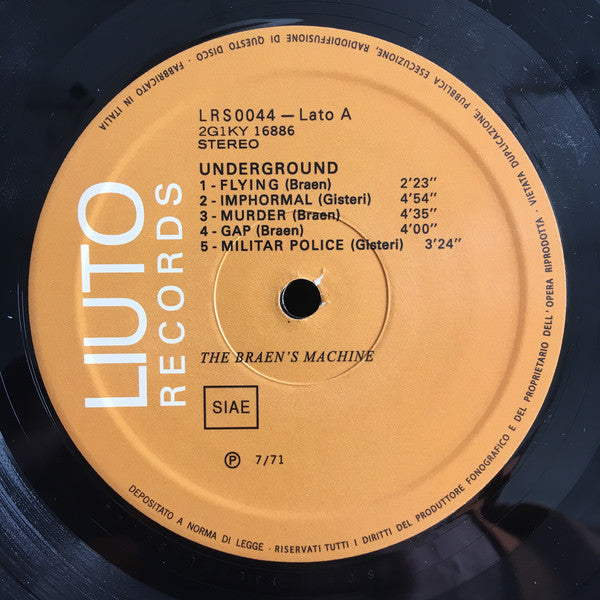 LRS0044 — Lato A
2G1KY 16886
STEREO
UNDERGROUND
1 - FLYING (Braen) 2'23"
2 - IMPHORMAL (Gisteri) 4'54"
3 - MURDER (Braen) 4'35"
4 - GAP (Braen) 4'00"
5 - MILITAR POLICE (Gisteri) 3'24"
LIUTO
RECORDS
THE BRAEN'S MACHINE
SIAE
Ⓟ 7/71
DEPOSITATO A NORMA DI LEGGE · RISERVATI TUTTI I DIRITTI DEL PRODUTTORE FONOGRAFICO E DEL PROPRIETARIO DELL'OPERA RIPRODOTTA · VIETATA DUPLICAZIONE, PUBBLICA ESECUZIONE, RADIODIFFUSIONE DI QUESTO DISCO · FABBRICATO IN ITALIA